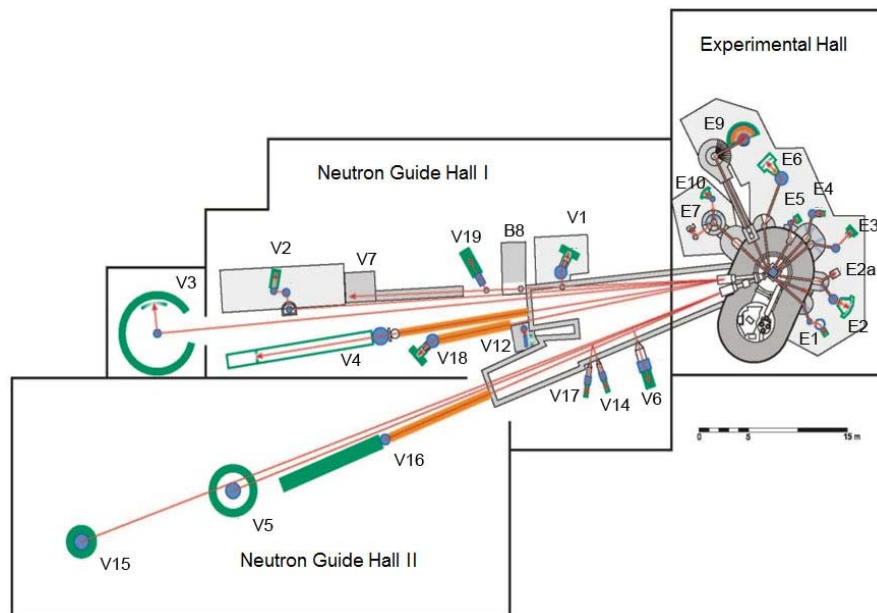 Experimental Hall
E9
E6
Neutron Guide Hall I
E10
E4
E5
E7
B8
V1
E3
V19
V2
V7
E2a
V3
E2
V12
E1
V4
V18
V17
V14
V6
0
5
15 m
V16
V5
Neutron Guide Hall II
V15